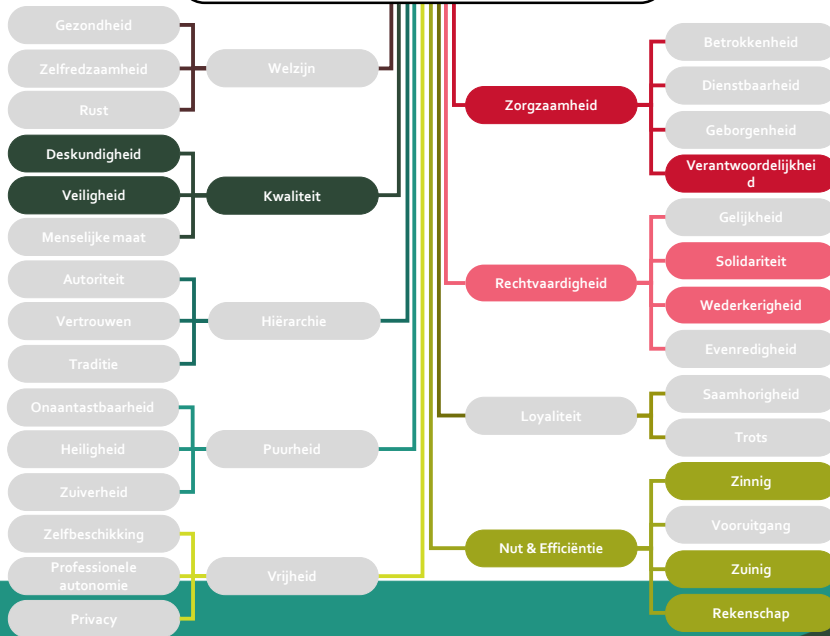 Gezondheid
Zelfredzaamheid
Rust
Welzijn
Deskundigheid
Veiligheid
Menselijke maat
Kwaliteit
Autoriteit
Vertrouwen
Traditie
Hiërarchie
Onaantastbaarheid
Heiligheid
Zuiverheid
Puurheid
Zelfbeschikking
Professionele
autonomie
Privacy
Vrijheid
Zorgzaamheid
Betrokkenheid
Dienstbaarheid
Geborgenheid
Verantwoordelijkhei
d
Rechtvaardigheid
Gelijkheid
Solidariteit
Wederkerigheid
Evenredigheid
Loyaliteit
Saamhorigheid
Trots
Nut & Efficiëntie
Zinnig
Vooruitgang
Zuinig
Rekenschap